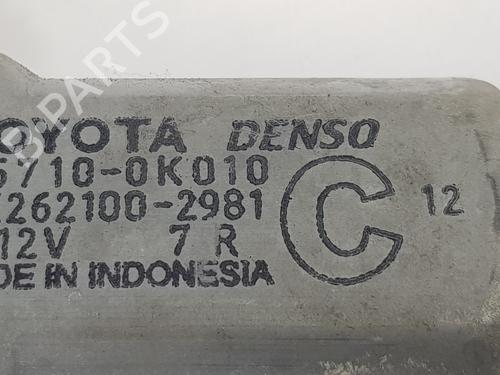 B-PARTS
OYOTA DENSO
5710-0K010
262100-2981
12V 7 R
C 12
DE IN INDONESIA